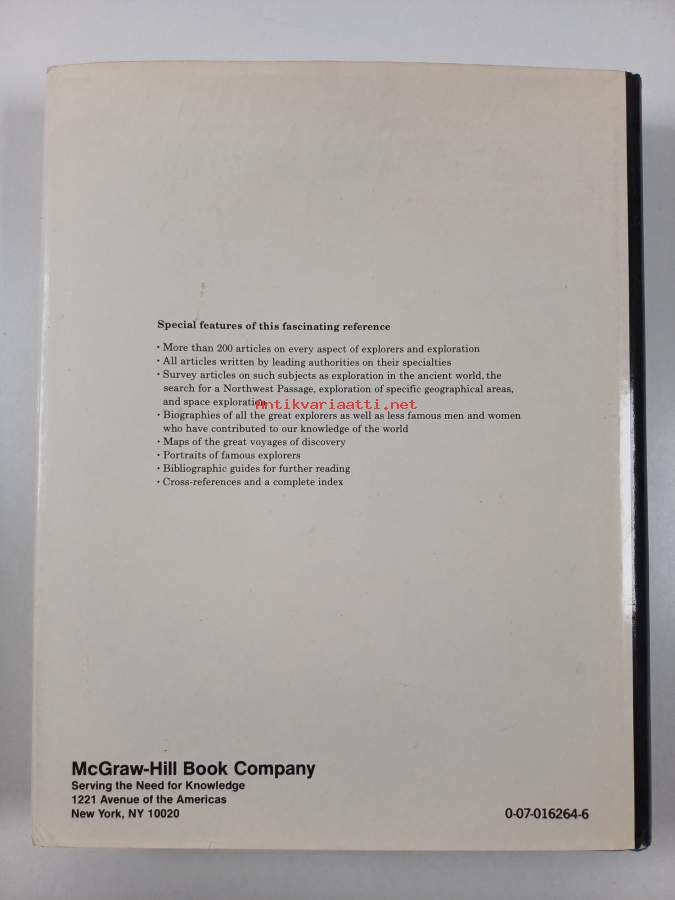 Special features of this fascinating reference
• More than 200 articles on every aspect of explorers and exploration
• All articles written by leading authorities on their specialties
• Survey articles on such subjects as exploration in the ancient world, the
search for a Northwest Passage, exploration of specific geographical areas,
and space exploration
Antikvariaatti.net
• Biographies of all the great explorers as well as less famous men and women
who have contributed to our knowledge of the world
• Maps of the great voyages of discovery
• Portraits of famous explorers
• Bibliographic guides for further reading
• Cross-references and a complete index
McGraw-Hill Book Company
Serving the Need for Knowledge
1221 Avenue of the Americas
New York, NY 10020
0-07-016264-6